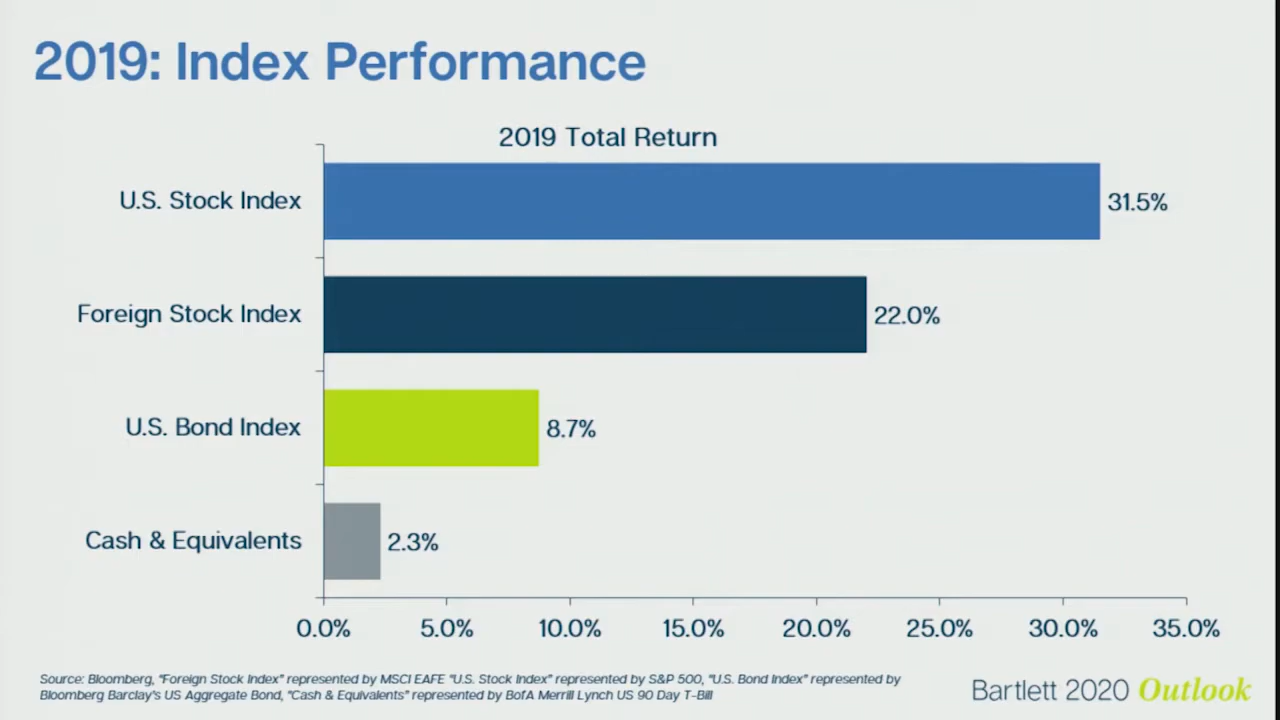 2019: Index Performance
2019 Total Return
U.S. Stock Index
31.5%
Foreign Stock Index
22.0%
U.S. Bond Index
8.7%
Cash & Equivalents
2.3%
0.0% 5.0% 10.0% 15.0% 20.0% 25.0% 30.0% 35.0%
Source: Bloomberg, "Foreign Stock Index" represented by MSCI EAFE "U.S. Stock Index" represented by S&P 500, "U.S. Bond Index" represented by
Bloomberg Barclay's US Aggregate Bond, "Cash & Equivalents" represented by BofA Merrill Lynch US 90 Day T-Bill
Bartlett 2020 Outlook